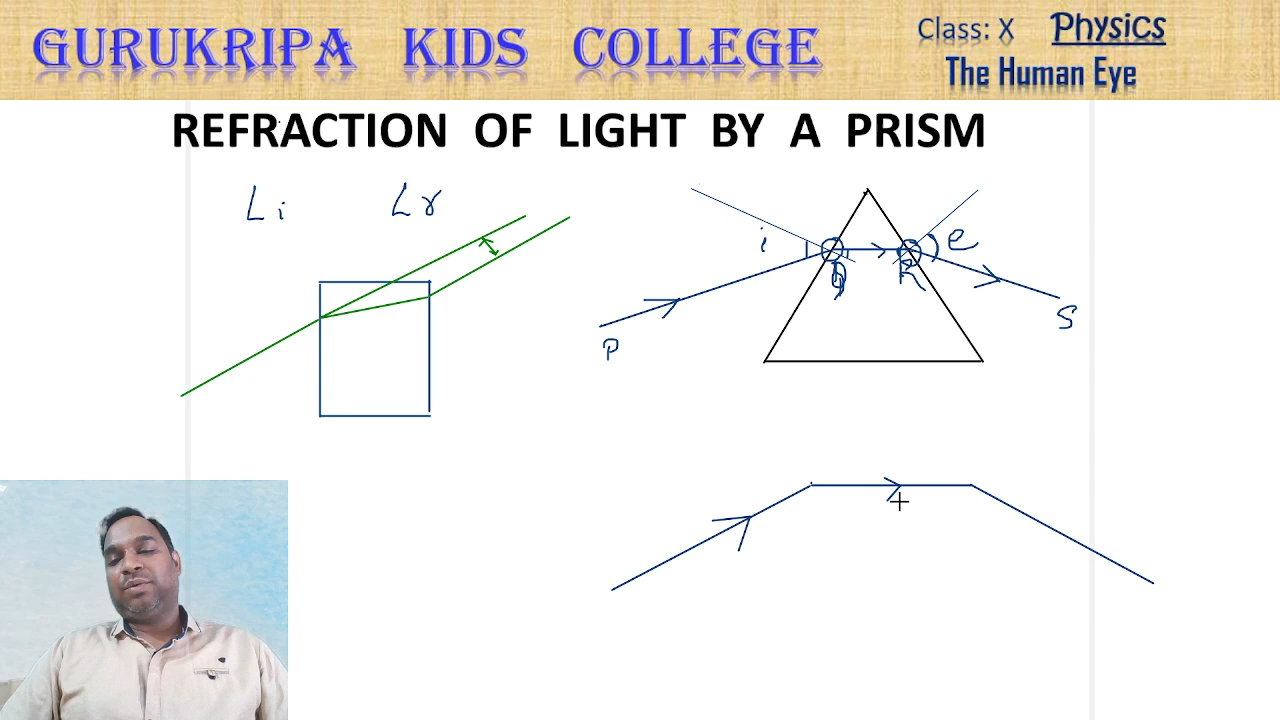 GURUKRIPA KIDS COLLEGE
Class: X Physics
The Human Eye
REFRACTION OF LIGHT BY A PRISM
∠i ∠r
i e
Q R
P S